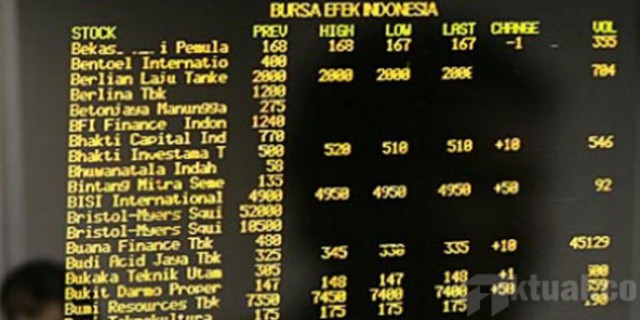 BURSA EFEK INDONESIA
STOCK PREV HIGH LOW LAST CHANGE VOL
Pemula 168 168 167 167 -1 355
Bentoel Internatio 400
Berlian Laju Tanke 2000 2000 2000 2000 704
Berlina Tbk 1200
Betonjaya Manungga 275
BFI Finance Indon 1240
Bhakti Capital Ind 770
Bhakti Investama T 500 520 510 510 +10 546
Bhuwanatala Indah 58
Bintang Mitra Seme 135
BISI International 4900 4950 4950 4950 +50 92
Bristol-Myers Squi 52000
Bristol-Myers Squi 10500
Buana Finance Tbk 480
Budi Acid Jaya Tbk 325 345 330 335 +10 45129
Bukaka Teknik Utam 305
Bukit Darmo Proper 147 148 147 148 +1
Bumi Resources Tbk 7350 7450 7400 7400 +50
175 175 175 175